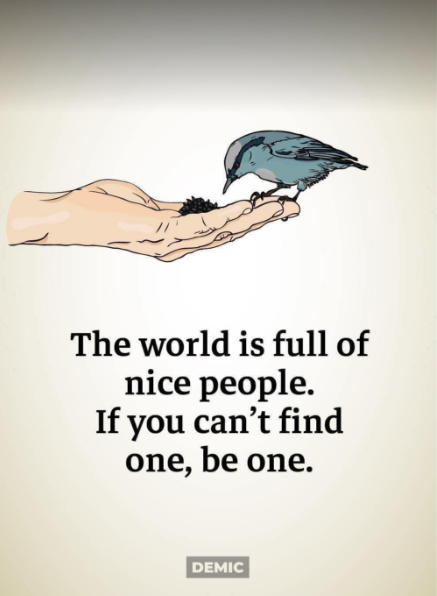 The world is full of
nice people.
If you can’t find
one, be one.
DEMIC